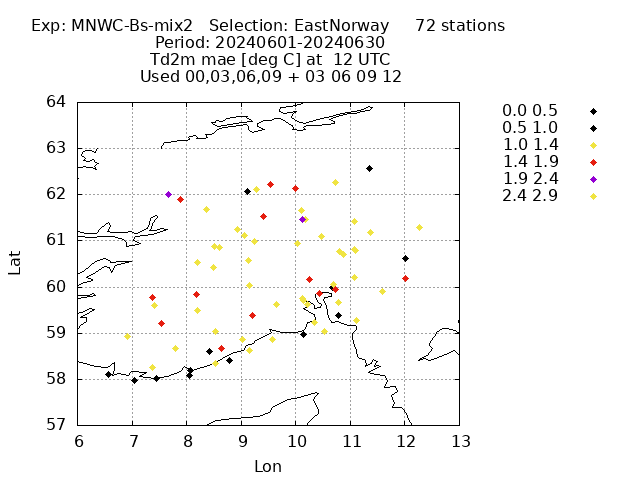 Exp: MNWC-Bs-mix2   Selection: EastNorway     72 stations
Period: 20240601-20240630
Td2m mae [deg C] at  12 UTC
Used 00,03,06,09 + 03 06 09 12
0.0 0.5
0.5 1.0
1.0 1.4
1.4 1.9
1.9 2.4
2.4 2.9
64
63
62
61
60
59
58
57
Lat
6 7 8 9 10 11 12 13
Lon